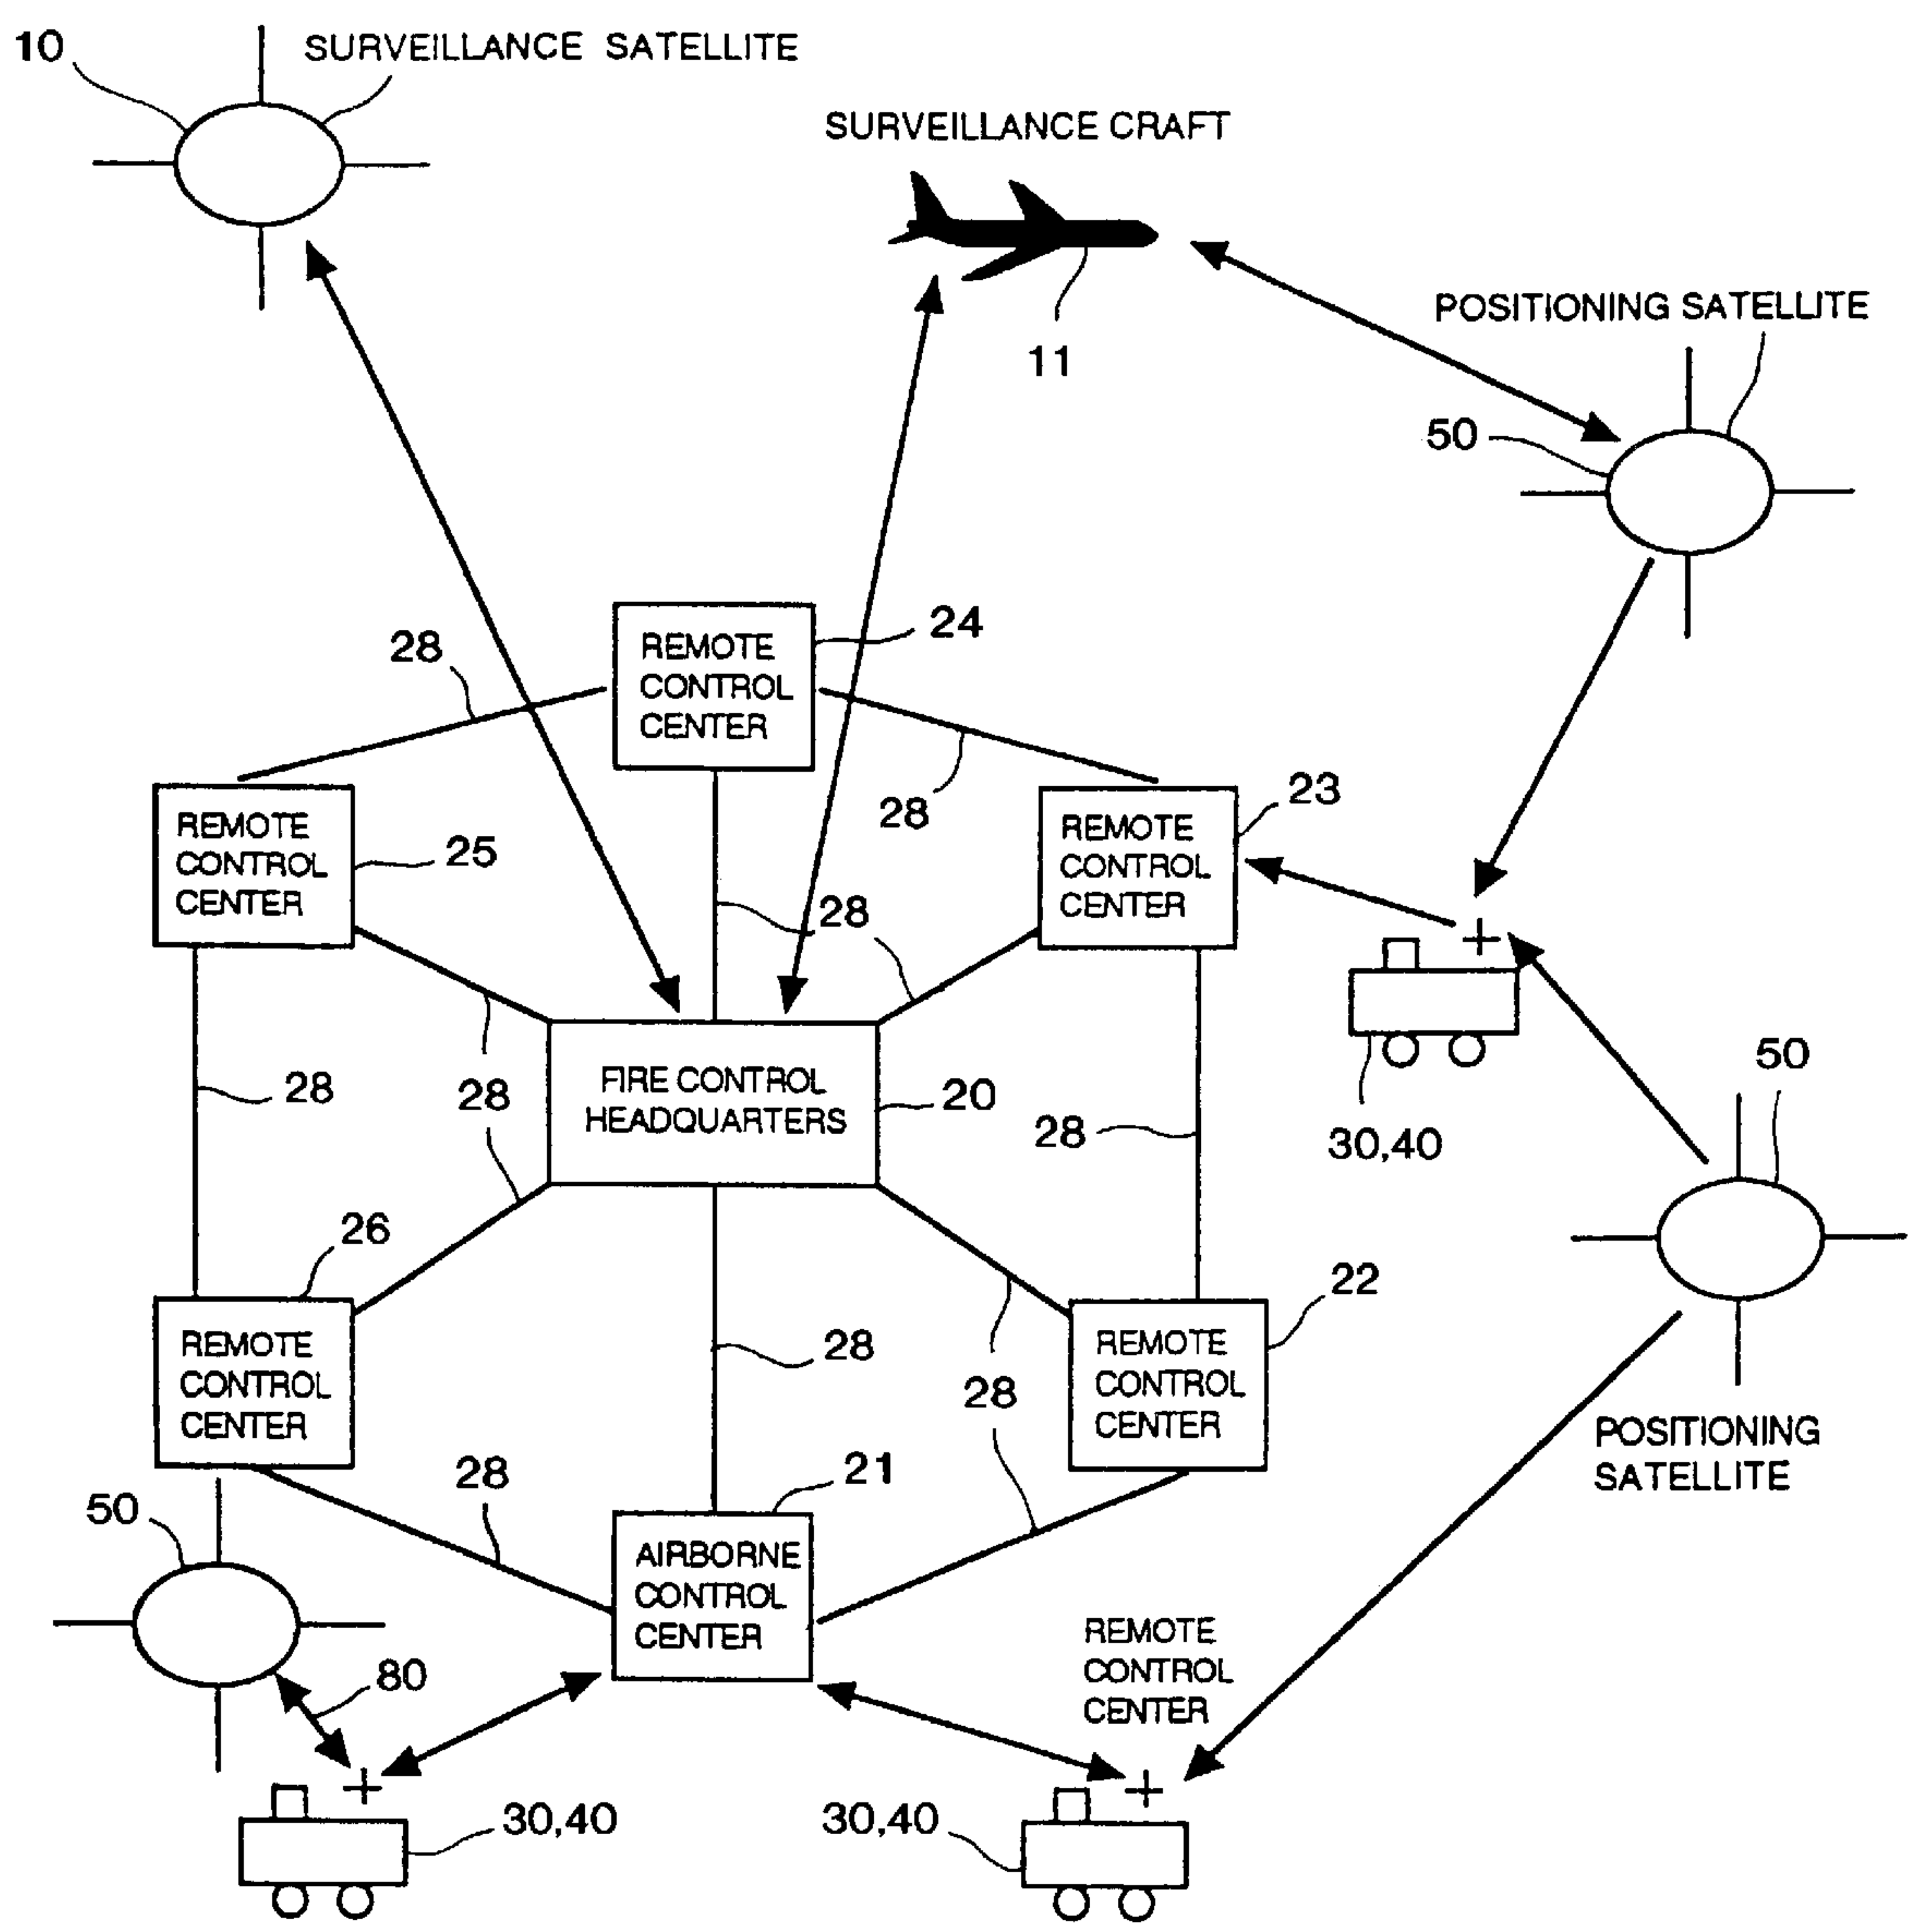 10
SURVEILLANCE SATELLITE
SURVEILLANCE CRAFT
11
POSITIONING SATELLITE
50
28
REMOTE
CONTROL
CENTER
24
28
23
REMOTE
CONTROL
CENTER
25
REMOTE
CONTROL
CENTER
28
28
28
FIRE CONTROL
HEADQUARTERS
20
28
30,40
50
26
REMOTE
CONTROL
CENTER
28
28
22
REMOTE
CONTROL
CENTER
POSITIONING
SATELLITE
50
28
21
AIRBORNE
CONTROL
CENTER
REMOTE
CONTROL
CENTER
80
30,40
30,40